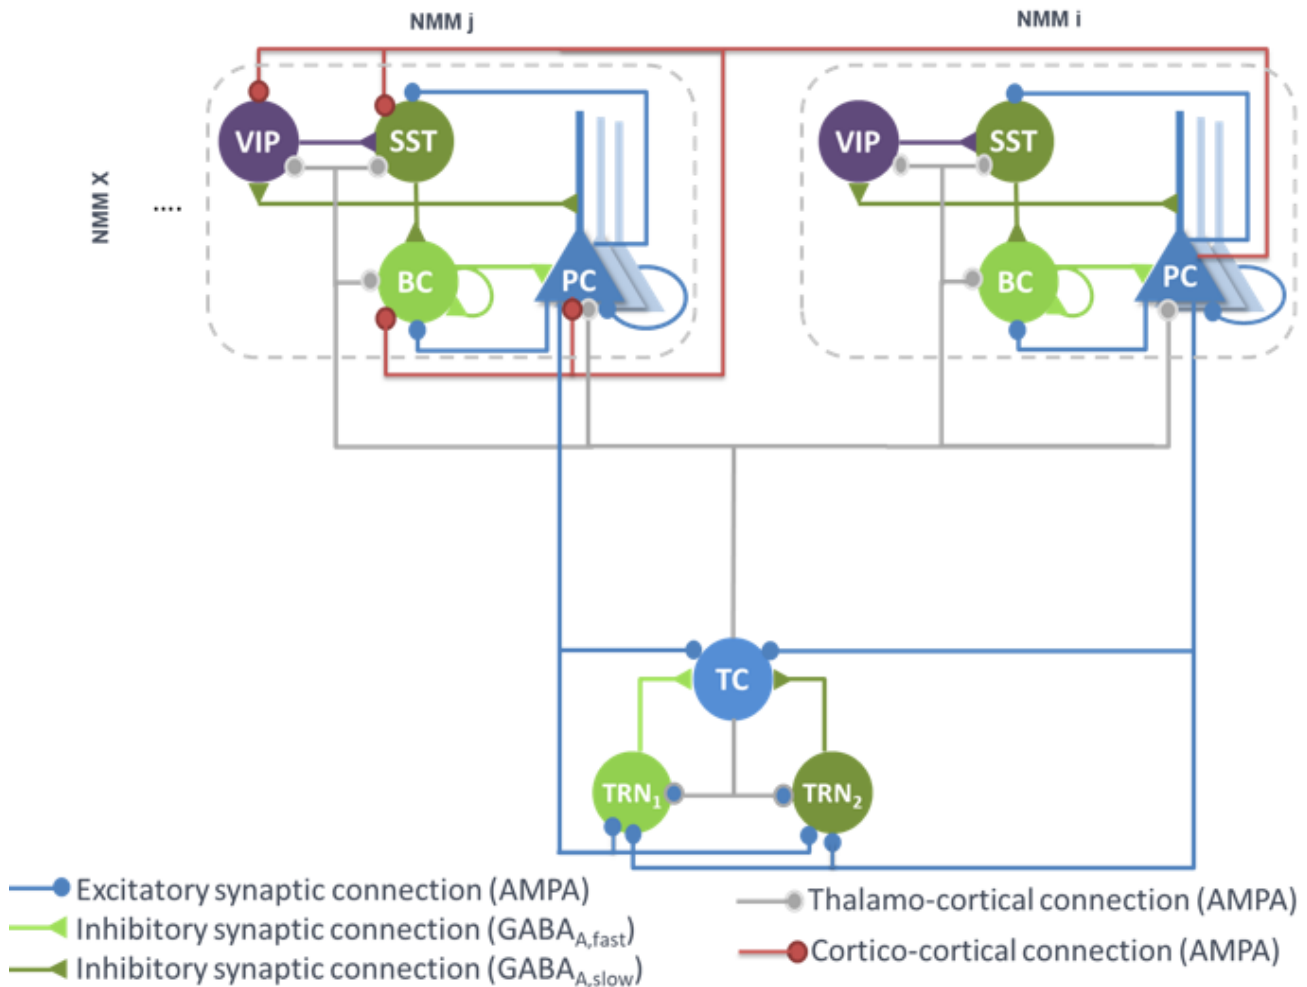 NMM j
NMM i
NMM X
....
VIP
SST
BC
PC
VIP
SST
BC
PC
TC
TRN1
TRN2
Excitatory synaptic connection (AMPA)
Inhibitory synaptic connection (GABAA,fast)
Inhibitory synaptic connection (GABAA,slow)
Thalamo-cortical connection (AMPA)
Cortico-cortical connection (AMPA)